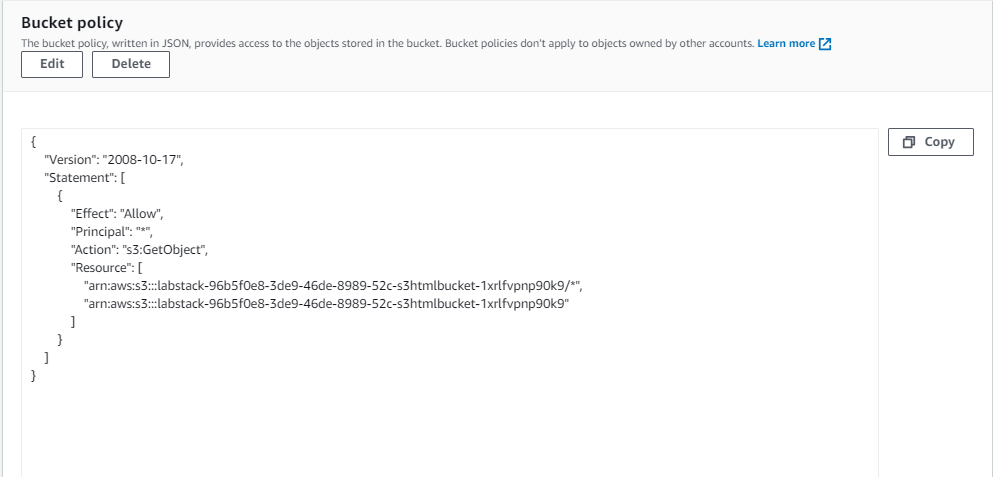 Bucket policy
The bucket policy, written in JSON, provides access to the objects stored in the bucket. Bucket policies don't apply to objects owned by other accounts. Learn more
Edit Delete
Copy
{
"Version": "2008-10-17",
"Statement": [
{
"Effect": "Allow",
"Principal": "*",
"Action": "s3:GetObject",
"Resource": [
"arn:aws:s3:::labstack-96b5f0e8-3de9-46de-8989-52c-s3htmlbucket-1xrlfvpnp90k9/*",
"arn:aws:s3:::labstack-96b5f0e8-3de9-46de-8989-52c-s3htmlbucket-1xrlfvpnp90k9"
]
}
]
}